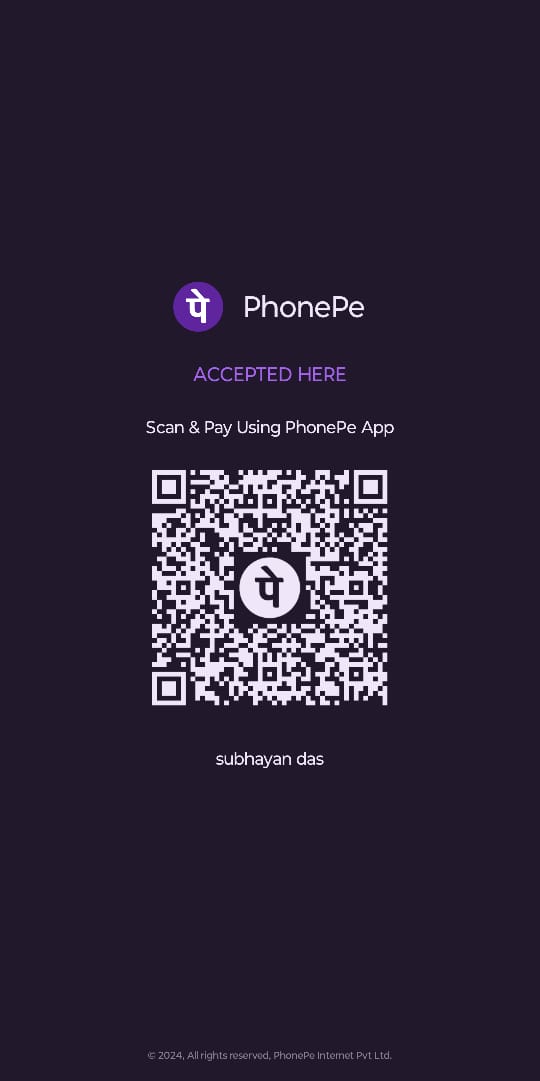 पे PhonePe
ACCEPTED HERE
Scan & Pay Using PhonePe App
पे
subhayan das
© 2024, All rights reserved, PhonePe Internet Pvt Ltd.